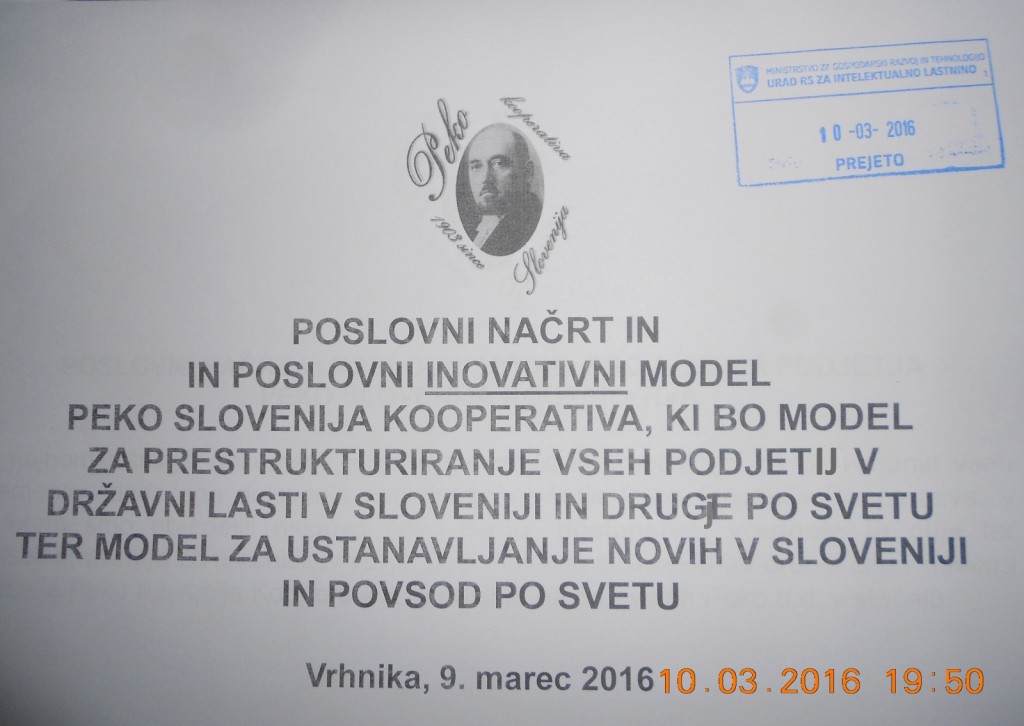 MINISTRSTVO ZA GOSPODARSKI RAZVOJ IN TEHNOLOGIJO
URAD RS ZA INTELEKTUALNO LASTNINO
10 -03- 2016
PREJETO
Peko
kooperativa
1903 since
Slovenija
POSLOVNI NAČRT IN
IN POSLOVNI INOVATIVNI MODEL
PEKO SLOVENIJA KOOPERATIVA, KI BO MODEL
ZA PRESTRUKTURIRANJE VSEH PODJETIJ V
DRŽAVNI LASTI V SLOVENIJI IN DRUGjE PO SVETU
TER MODEL ZA USTANAVLJANJE NOVIH V SLOVENIJI
IN POVSOD PO SVETU
Vrhnika, 9. marec 2016
10.03.2016 19:50